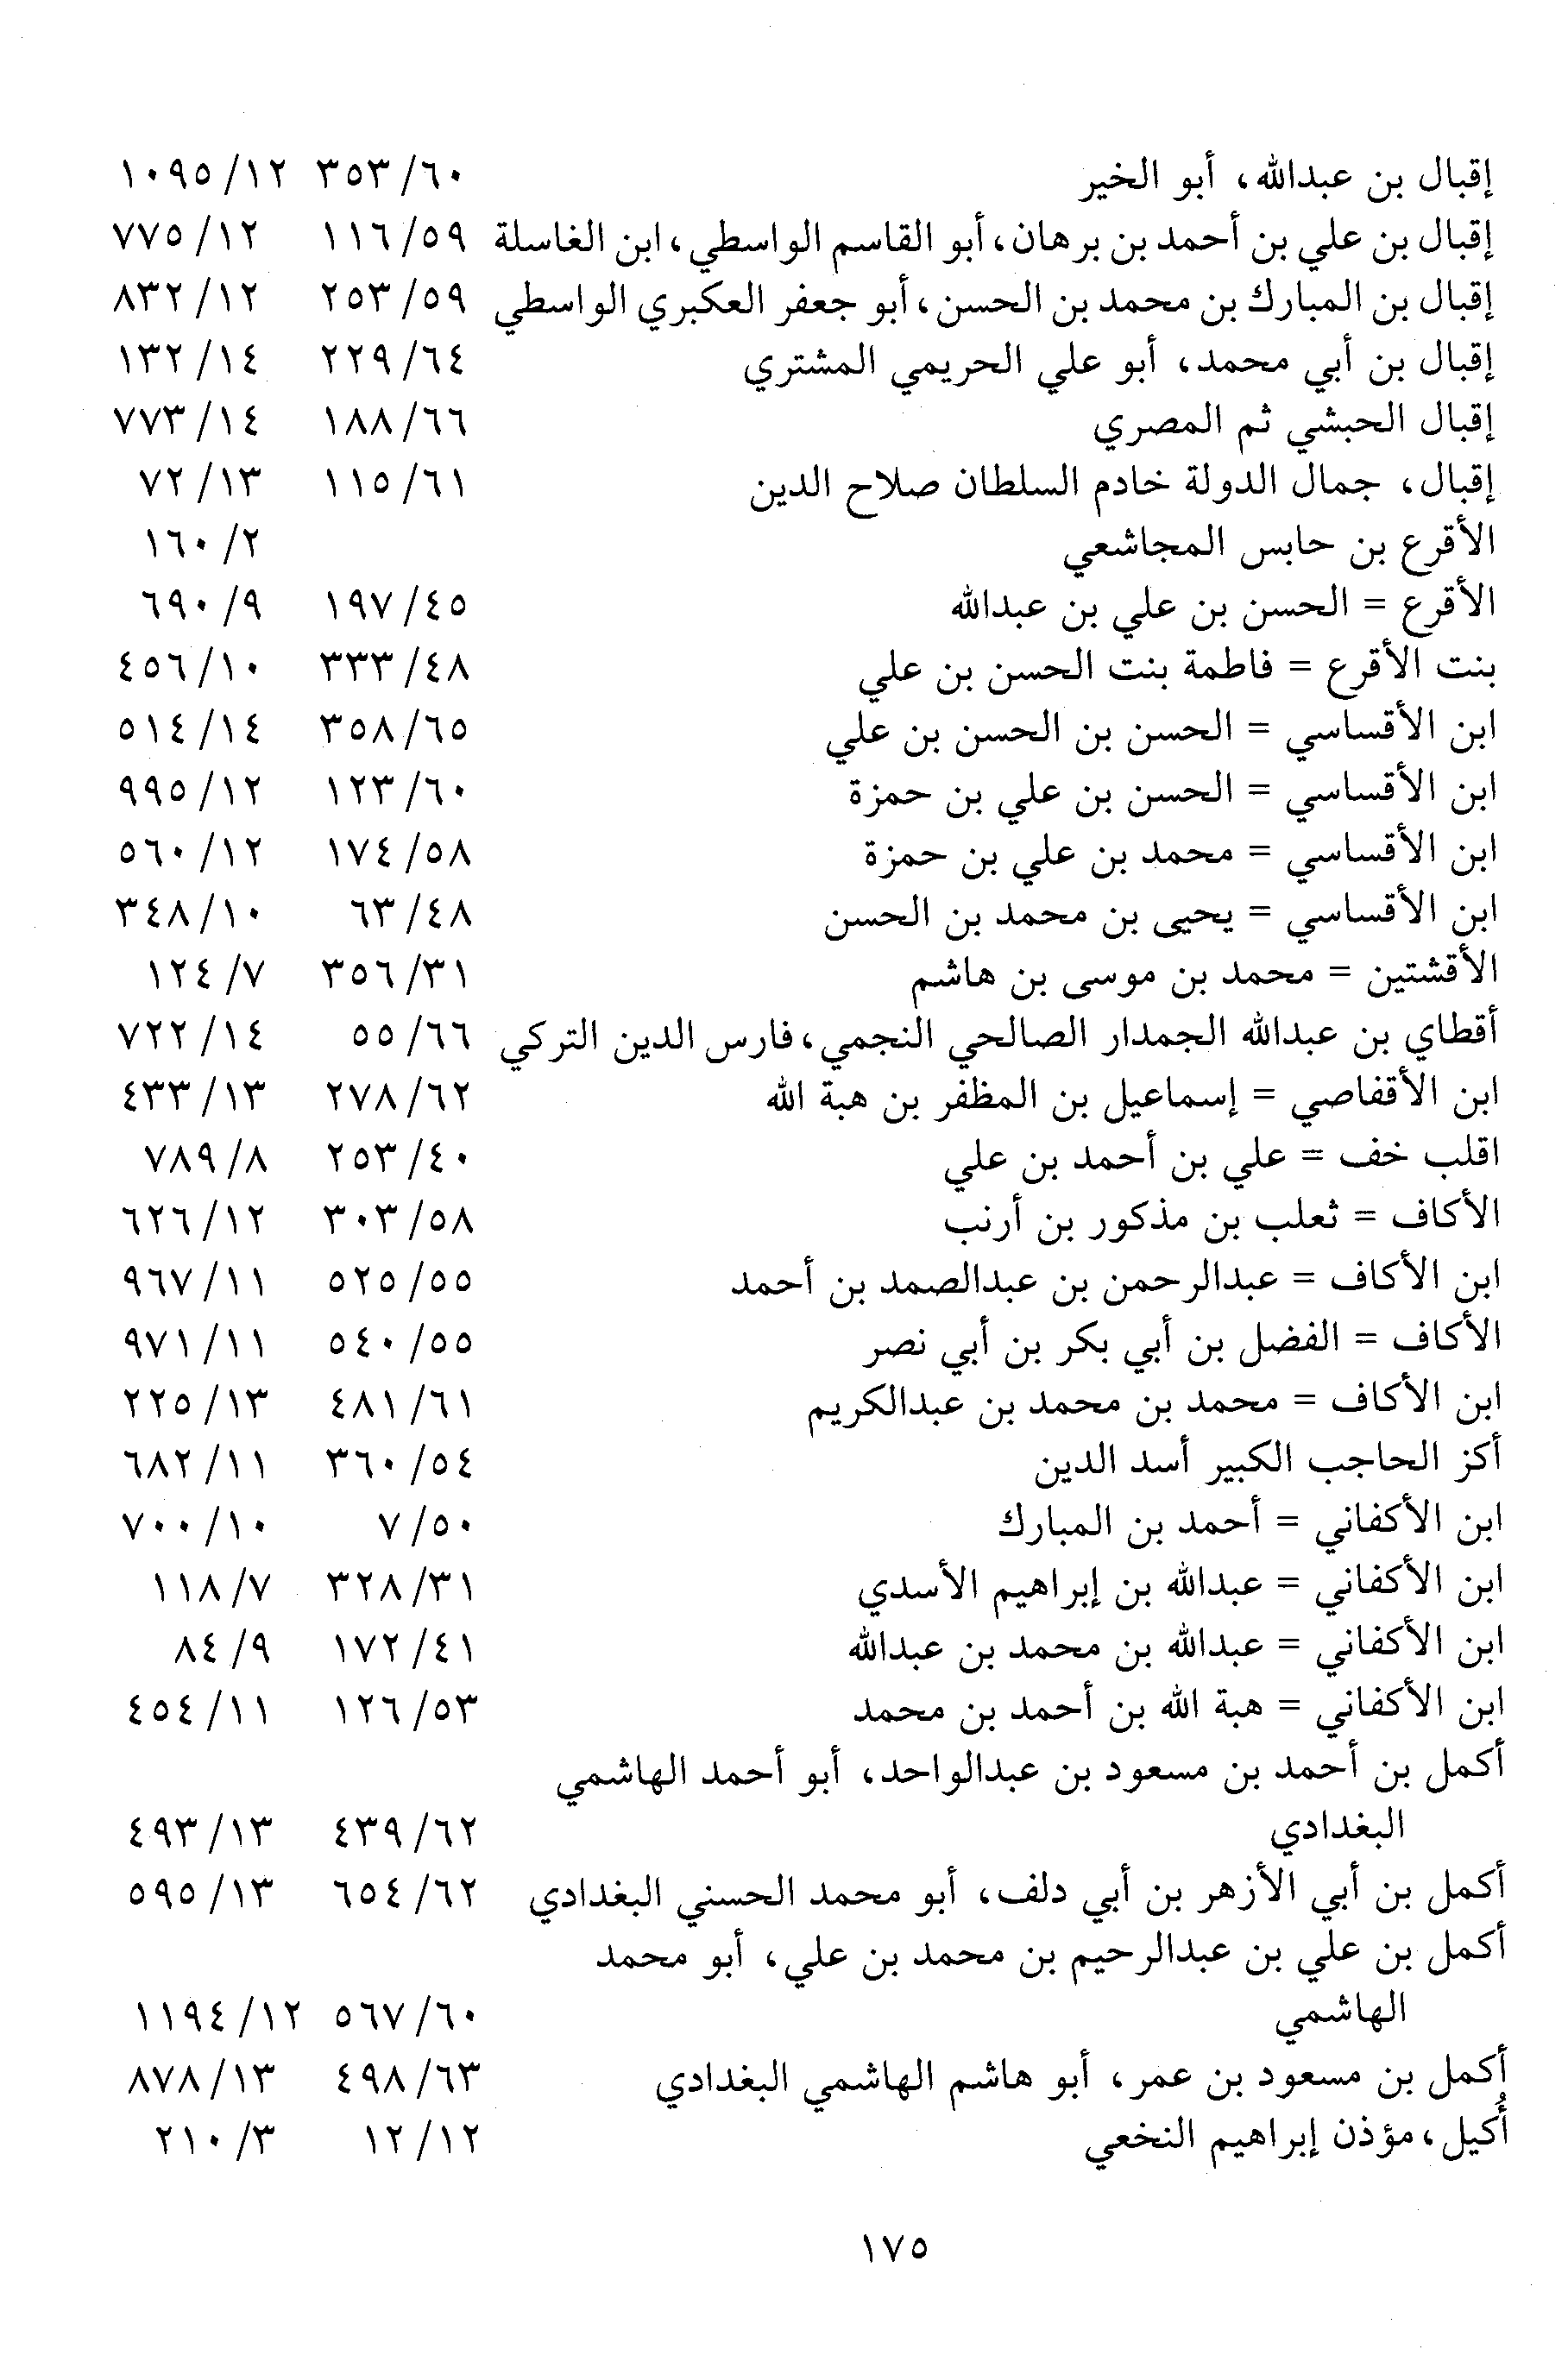 إقبال بن عبدالله، أبو الخير ٦٠/٣٥٣ ١٢/١٠٩٥
إقبال بن علي بن أحمد بن برهان، أبو القاسم الواسطي، ابن الغاسلة ٥٩/١١٦ ١٢/٧٧٥
إقبال بن المبارك بن محمد بن الحسن، أبو جعفر العكبري الواسطي ٥٩/٢٥٣ ١٢/٨٣٢
إقبال بن أبي محمد، أبو علي الحريمي المشتري ٦٤/٢٢٩ ١٤/١٣٢
إقبال الحبشي ثم المصري ٦٦/١٨٨ ١٤/٧٧٣
إقبال، جمال الدولة خادم السلطان صلاح الدين ٦١/١١٥ ١٣/٧٢
الأقرع بن حابس المجاشعي ٢/١٦٠
الأقرع = الحسن بن علي بن عبدالله ٤٥/١٩٧ ٩/٦٩٠
بنت الأقرع = فاطمة بنت الحسن بن علي ٤٨/٣٣٣ ١٠/٤٥٦
ابن الأقساسي = الحسن بن الحسن بن علي ٦٥/٣٥٨ ١٤/٥١٤
ابن الأقساسي = الحسن بن علي بن حمزة ٦٠/١٢٣ ١٢/٩٩٥
ابن الأقساسي = محمد بن علي بن حمزة ٥٨/١٧٤ ١٢/٥٦٠
ابن الأقساسي = يحيى بن محمد بن الحسن ٤٨/٦٣ ١٠/٣٤٨
الأقشتين = محمد بن موسى بن هاشم ٣١/٣٥٦ ٧/١٢٤
أقطاي بن عبدالله الجمدار الصالحي النجمي، فارس الدين التركي ٦٦/٥٥ ١٤/٧٢٢
ابن الأقفاصي = إسماعيل بن المظفر بن هبة الله ٦٢/٢٧٨ ١٣/٤٣٣
اقلب خف = علي بن أحمد بن علي ٤٠/٢٥٣ ٨/٧٨٩
الأكاف = ثعلب بن مذكور بن أرنب ٥٨/٣٠٣ ١٢/٦٢٦
ابن الأكاف = عبدالرحمن بن عبدالصمد بن أحمد ٥٥/٥٢٥ ١١/٩٦٧
الأكاف = الفضل بن أبي بكر بن أبي نصر ٥٥/٥٤٠ ١١/٩٧١
ابن الأكاف = محمد بن محمد بن عبدالكريم ٦١/٤٨١ ١٣/٢٢٥
أكز الحاجب الكبير أسد الدين ٥٤/٣٦٠ ١١/٦٨٢
ابن الأكفاني = أحمد بن المبارك ٥٠/٧ ١٠/٧٠٠
ابن الأكفاني = عبدالله بن إبراهيم الأسدي ٣١/٣٢٨ ٧/١١٨
ابن الأكفاني = عبدالله بن محمد بن عبدالله ٤١/١٧٢ ٩/٨٤
ابن الأكفاني = هبة الله بن أحمد بن محمد ٥٣/١٢٦ ١١/٤٥٤
أكمل بن أحمد بن مسعود بن عبدالواحد، أبو أحمد الهاشمي
البغدادي ٦٢/٤٣٩ ١٣/٤٩٣
أكمل بن أبي الأزهر بن أبي دلف، أبو محمد الحسني البغدادي ٦٢/٦٥٤ ١٣/٥٩٥
أكمل بن علي بن عبدالرحيم بن محمد بن علي، أبو محمد
الهاشمي ٦٠/٥٦٧ ١٢/١١٩٤
أكمل بن مسعود بن عمر، أبو هاشم الهاشمي البغدادي ٦٣/٤٩٨ ١٣/٨٧٨
أُكيل، مؤذن إبراهيم النخعي ١٢/١٢ ٣/٢١٠
١٧٥